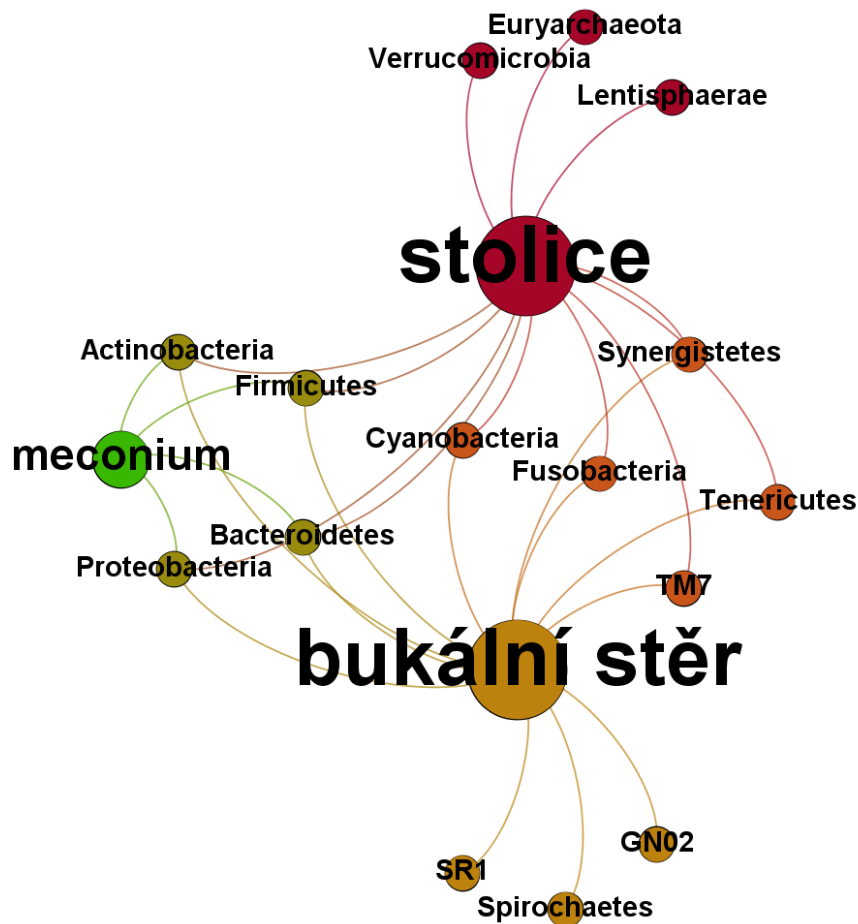 Euryarchaeota
Verrucomicrobia
Lentisphaerae
stolice
Actinobacteria
Synergistetes
Firmicutes
Cyanobacteria
meconium
Fusobacteria
Tenericutes
Bacteroidetes
Proteobacteria
TM7
bukální stěr
GN02
SR1
Spirochaetes